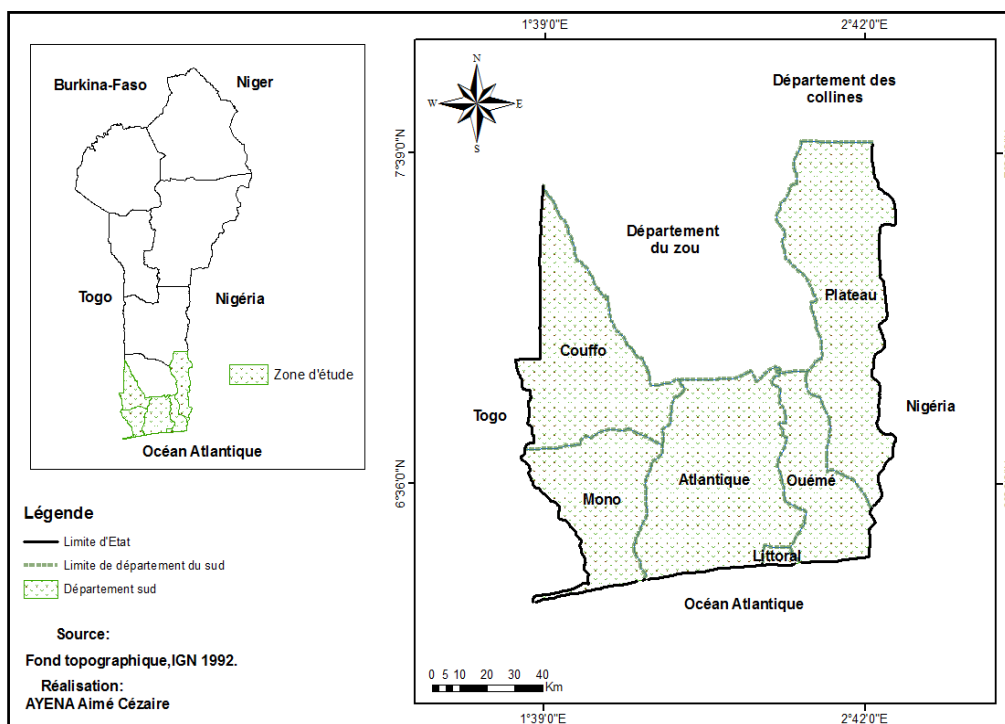 1°39'0"E
2°42'0"E
Burkina-Faso
Niger
Togo
Nigéria
Zone d'étude
Océan Atlantique
Légende
Limite d'Etat
Limite de département du sud
Département sud
Source:
Fond topographique,IGN 1992.
Réalisation:
AYENA Aimé Cézaire
N
W
E
S
Département des
collines
7°39'0"N
Département
du zou
Plateau
Couffo
Togo
Nigéria
6°36'0"N
Mono
Atlantique
Ouémé
Littoral
Océan Atlantique
0 5 10 20 30 40
Km
1°39'0"E
2°42'0"E